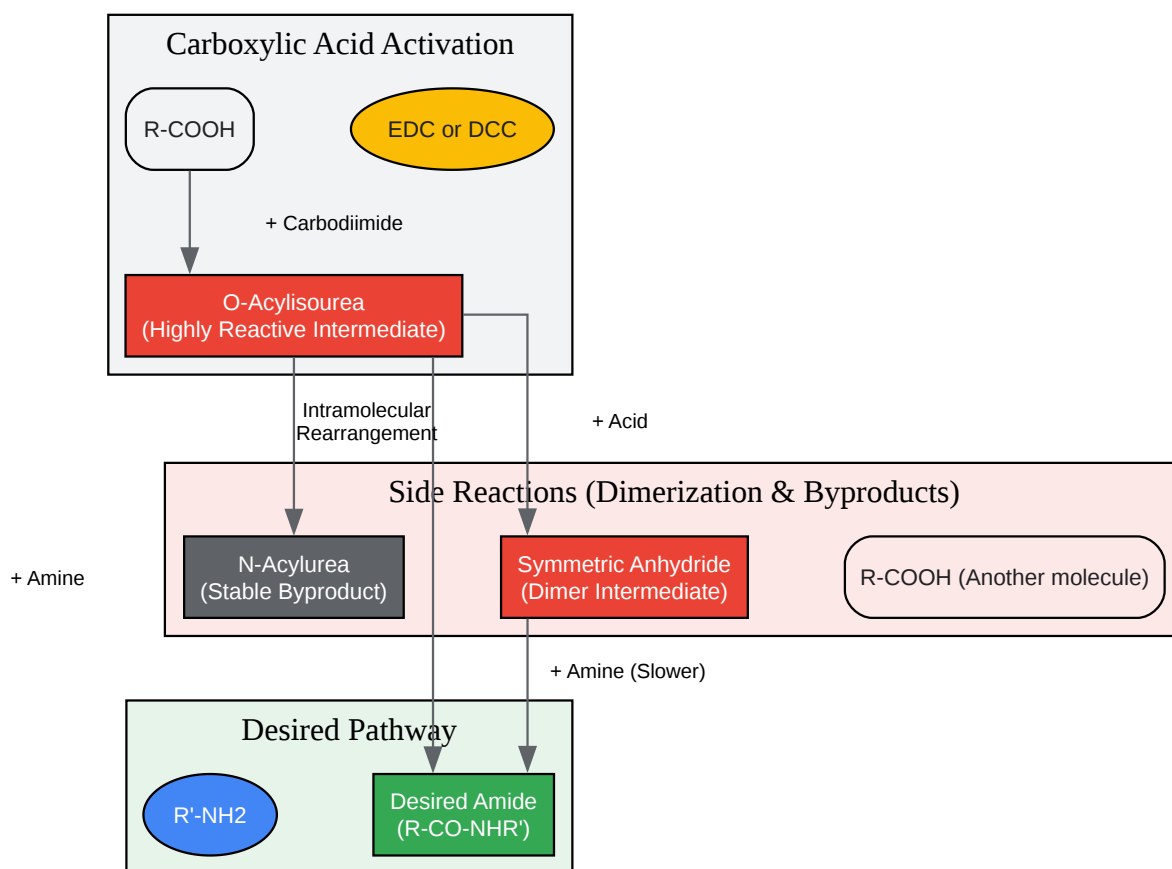 Carboxylic Acid Activation
R-COOH
EDC or DCC
+ Carbodiimide
O-Acylisourea
(Highly Reactive Intermediate)
Intramolecular
Rearrangement
+ Acid
Side Reactions (Dimerization & Byproducts)
N-Acylurea
(Stable Byproduct)
Symmetric Anhydride
(Dimer Intermediate)
R-COOH (Another molecule)
+ Amine
+ Amine (Slower)
Desired Pathway
R'-NH2
Desired Amide
(R-CO-NHR')